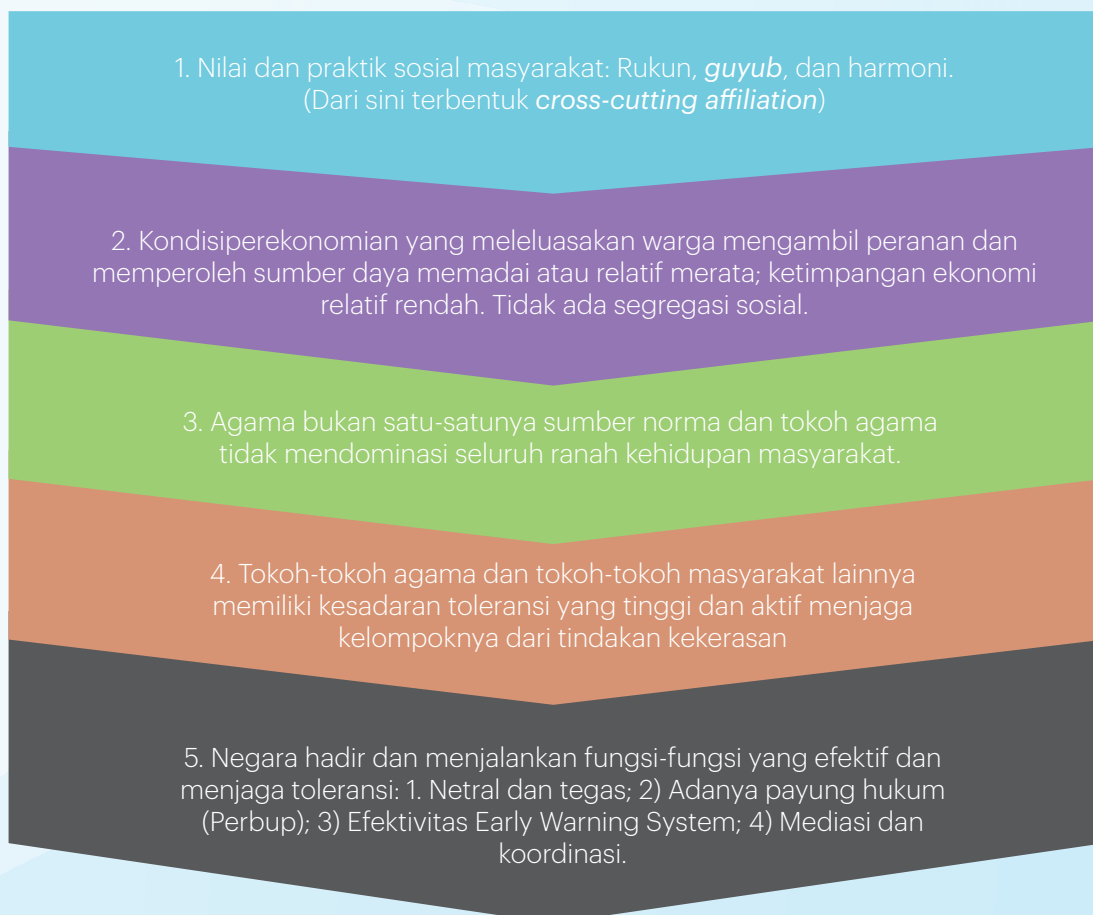 1. Nilai dan praktik sosial masyarakat: Rukun, guyub, dan harmoni.
(Dari sini terbentuk cross-cutting affiliation)
2. Kondisiperekonomian yang meleluasakan warga mengambil peranan dan
memperoleh sumber daya memadai atau relatif merata; ketimpangan ekonomi
relatif rendah. Tidak ada segregasi sosial.
3. Agama bukan satu-satunya sumber norma dan tokoh agama
tidak mendominasi seluruh ranah kehidupan masyarakat.
4. Tokoh-tokoh agama dan tokoh-tokoh masyarakat lainnya
memiliki kesadaran toleransi yang tinggi dan aktif menjaga
kelompoknya dari tindakan kekerasan
5. Negara hadir dan menjalankan fungsi-fungsi yang efektif dan
menjaga toleransi: 1. Netral dan tegas; 2) Adanya payung hukum
(Perbup); 3) Efektivitas Early Warning System; 4) Mediasi dan
koordinasi.